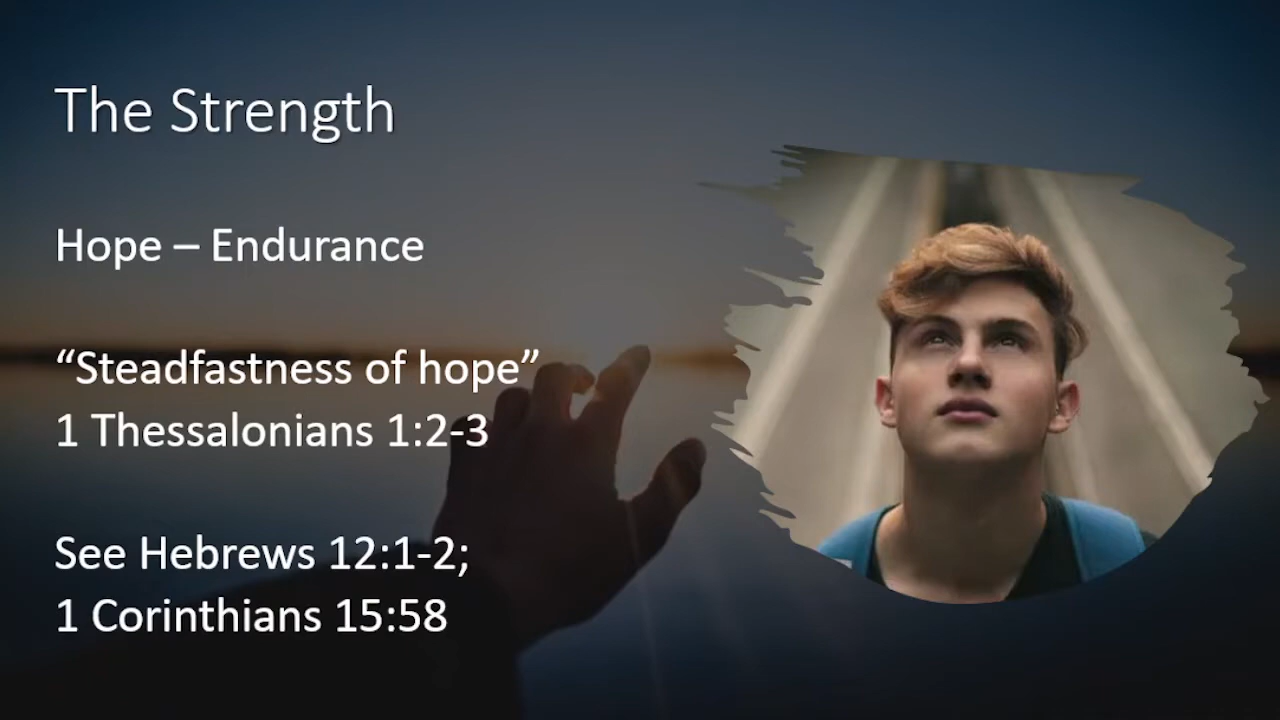 The Strength
Hope – Endurance
“Steadfastness of hope”
1 Thessalonians 1:2-3
See Hebrews 12:1-2;
1 Corinthians 15:58